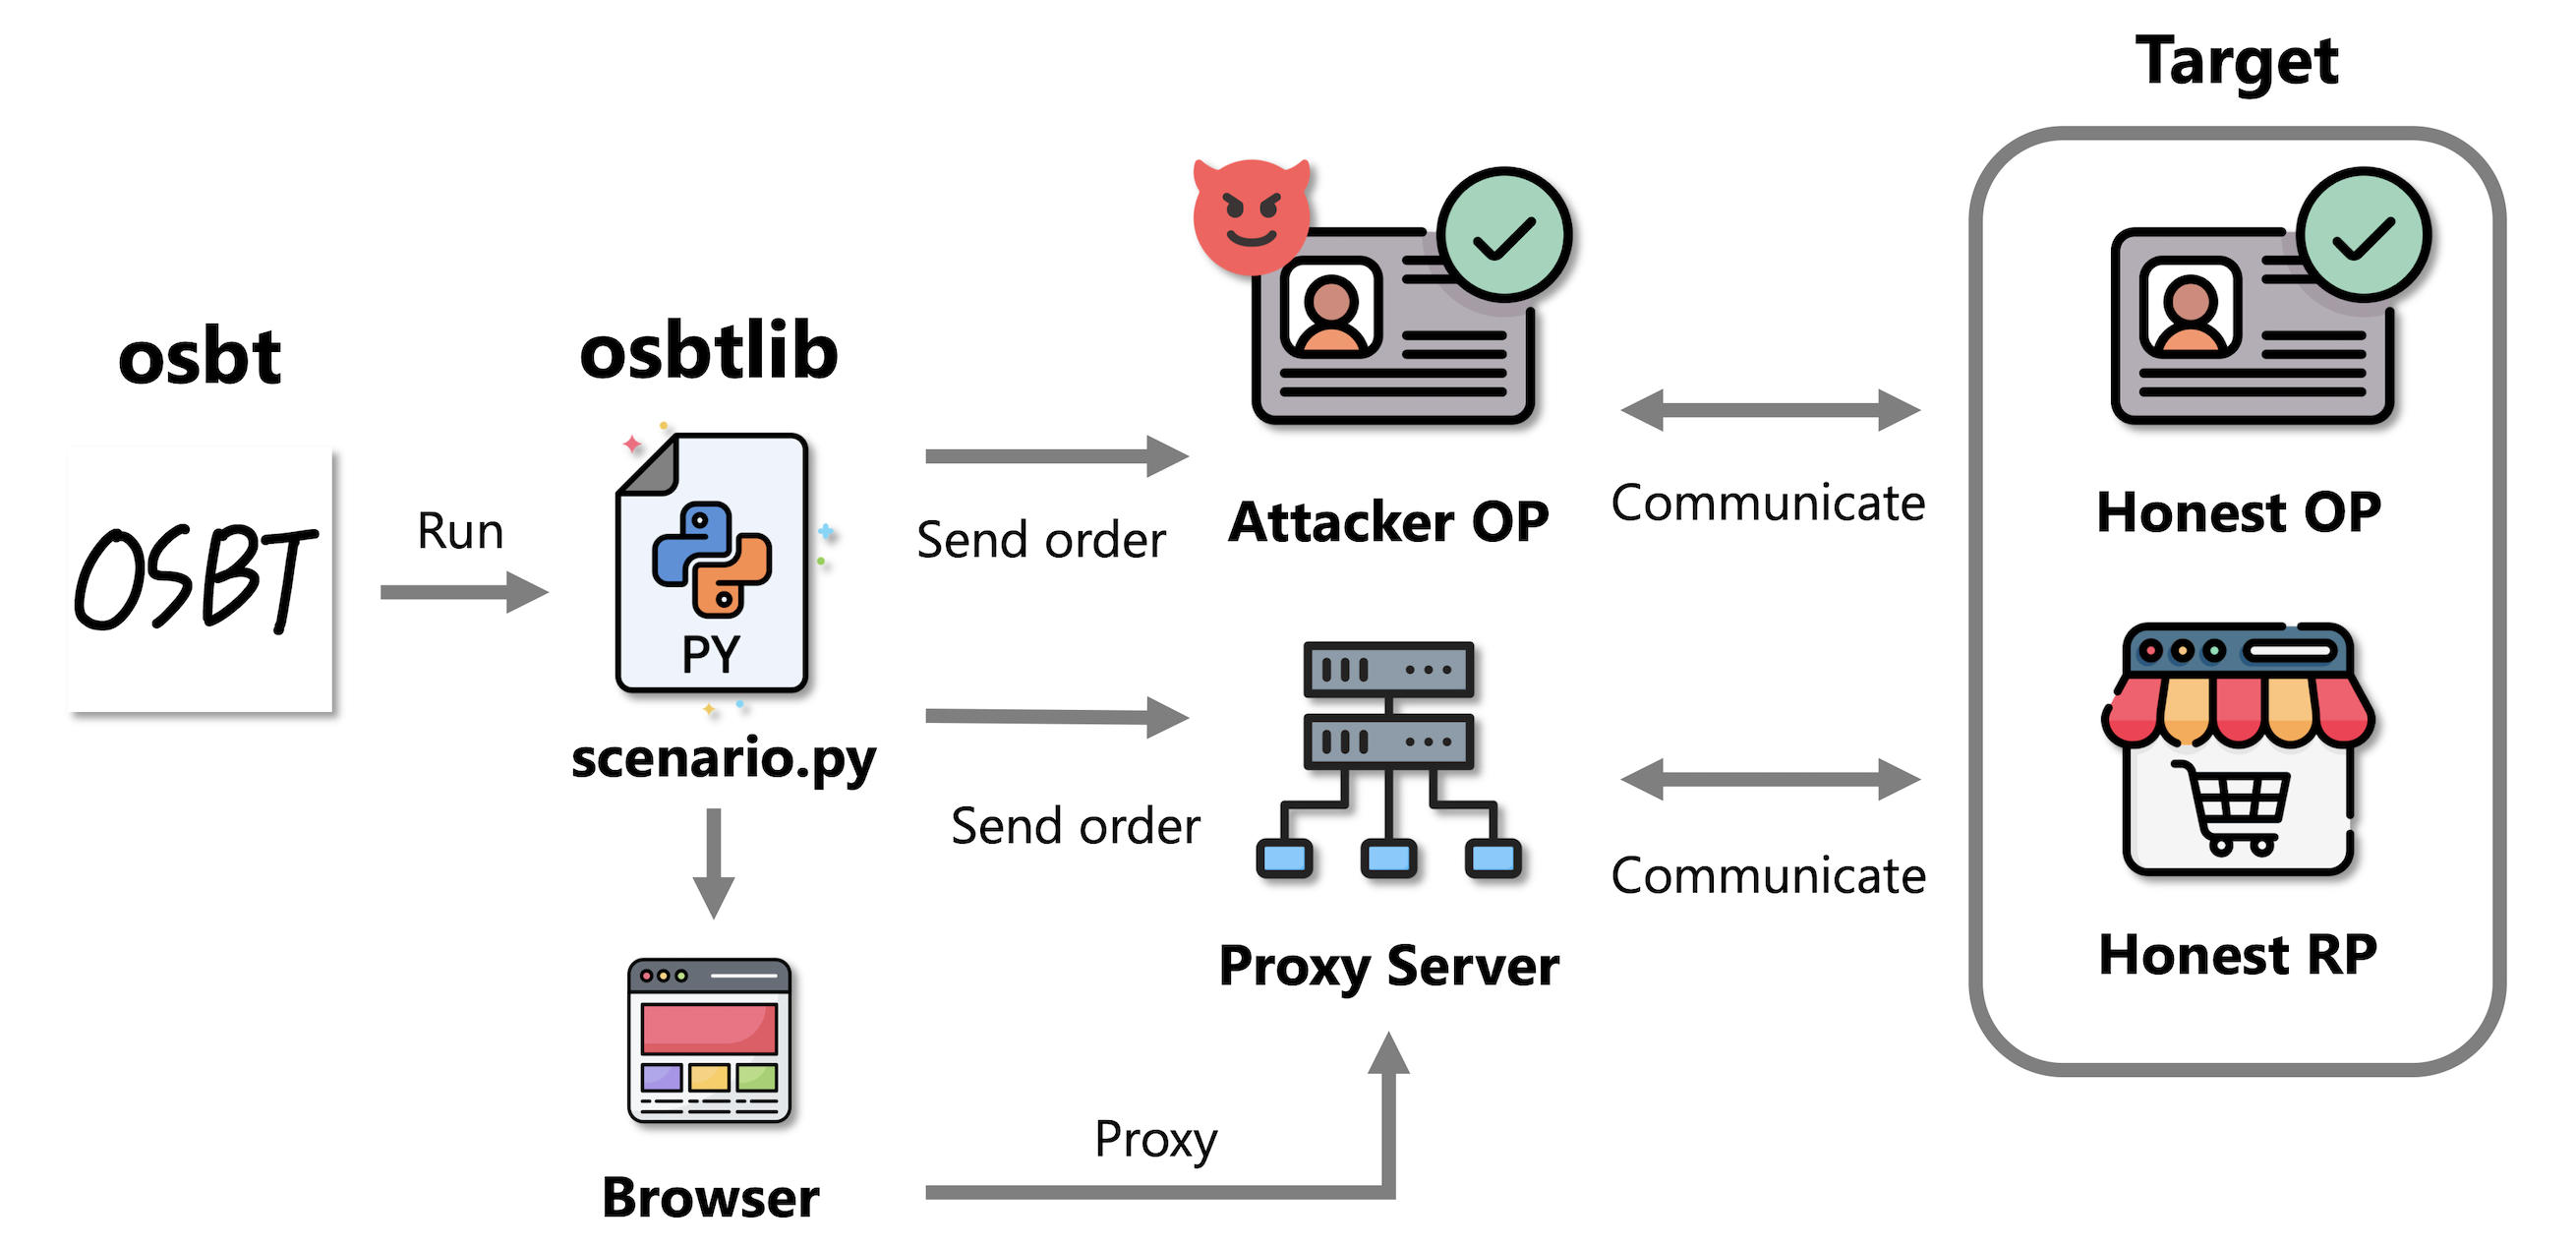 Target
osbt
osbtlib
OSBT
Run
PY
scenario.py
Send order
Attacker OP
Communicate
Honest OP
Send order
Proxy Server
Communicate
Honest RP
Proxy
Browser